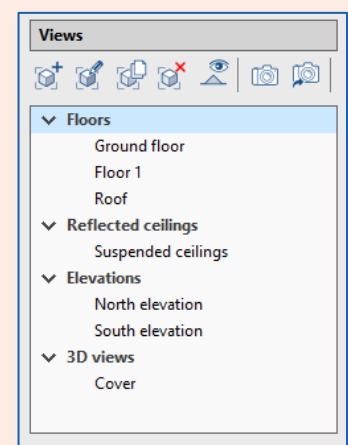 Views
Floors
Ground floor
Floor 1
Roof
Reflected ceilings
Suspended ceilings
Elevations
North elevation
South elevation
3D views
Cover